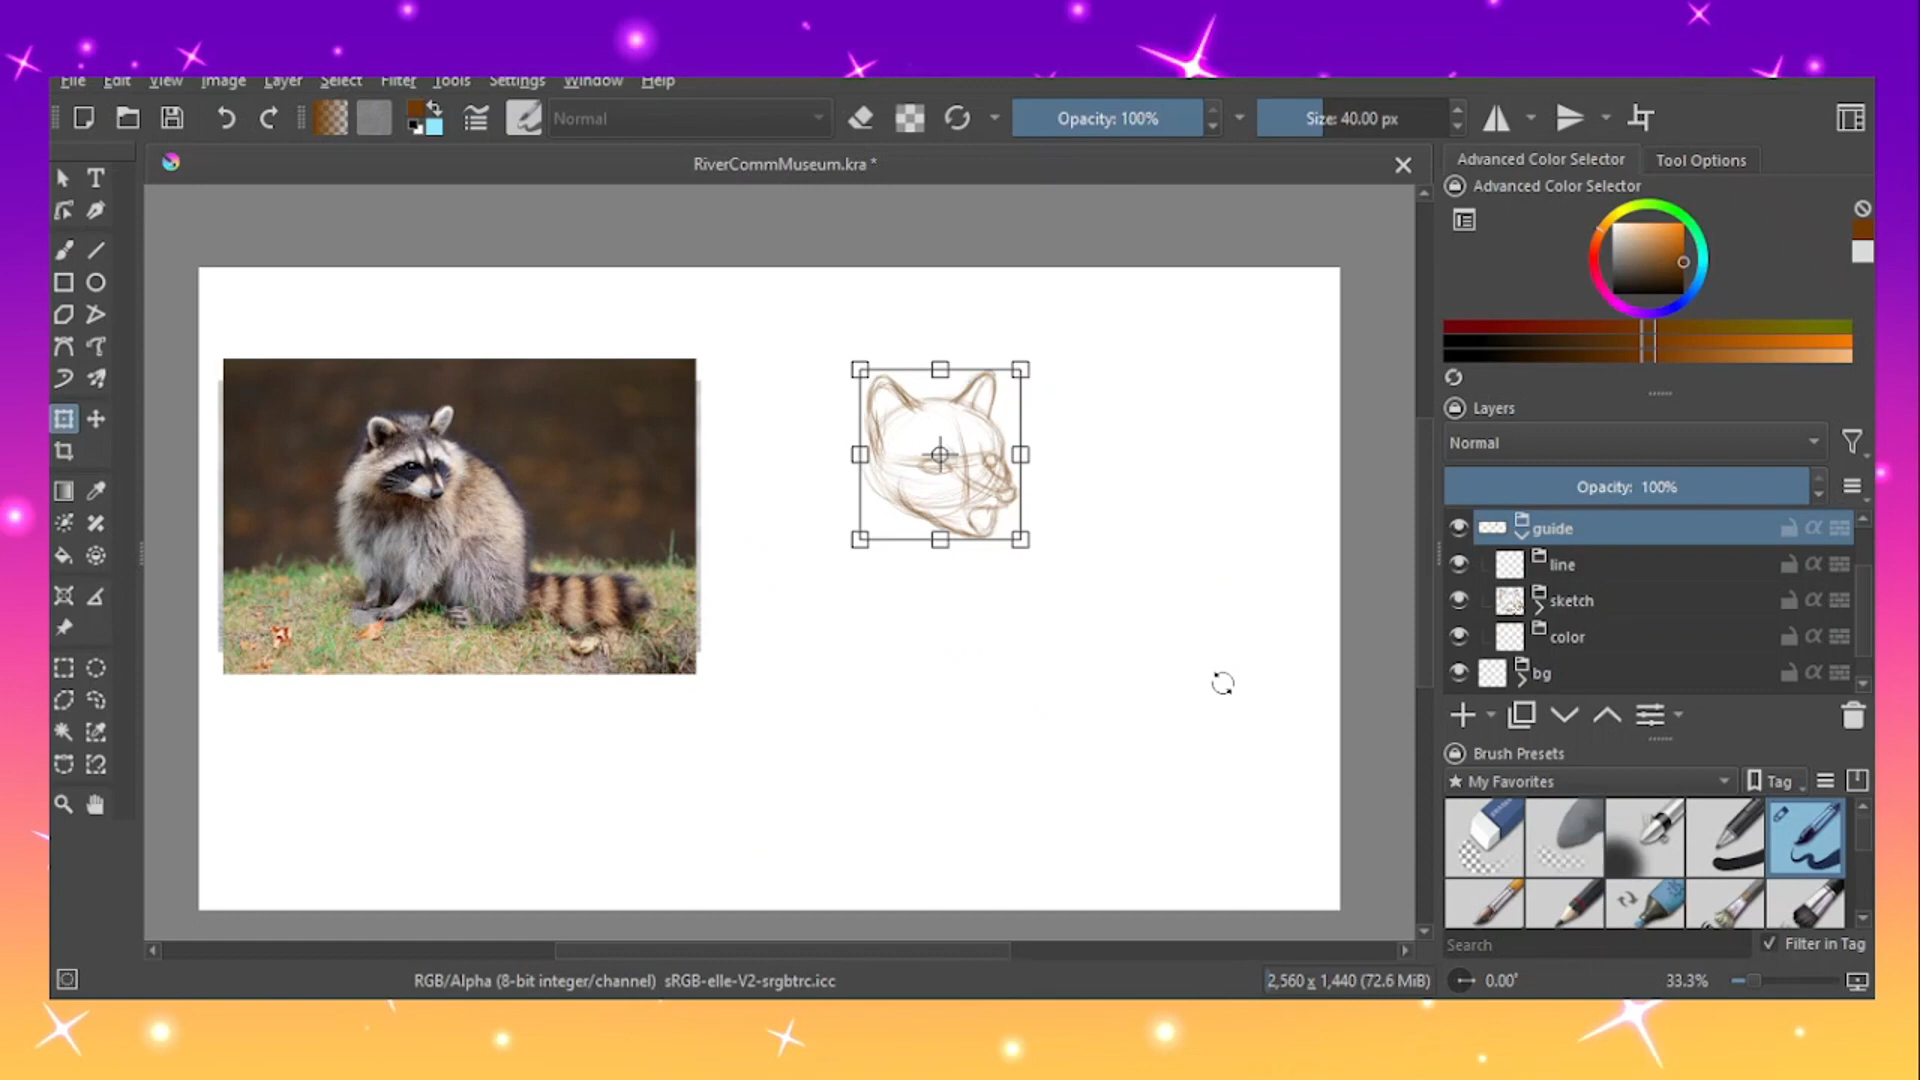 File Edit View Image Layer Select Filter Tools Settings Window Help
Normal
Opacity: 100%
Size: 40.00 px
RiverCommMuseum.kra *
Advanced Color Selector
Tool Options
Advanced Color Selector
Layers
Normal
Opacity: 100%
guide
line
sketch
color
bg
Brush Presets
★ My Favorites
Tag
Search
Filter in Tag
RGB/Alpha (8-bit integer/channel) sRGB-elle-V2-srgbtrc.icc
2,560 x 1,440 (72.6 MiB)
0.00°
33.3%